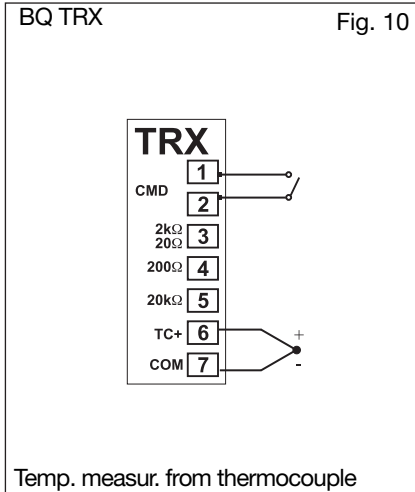 BQ TRX
Fig. 10
TRX
CMD
1
2
2kΩ
20Ω
3
200Ω 4
20kΩ 5
TC+ 6
COM 7
+
-
Temp. measur. from thermocouple